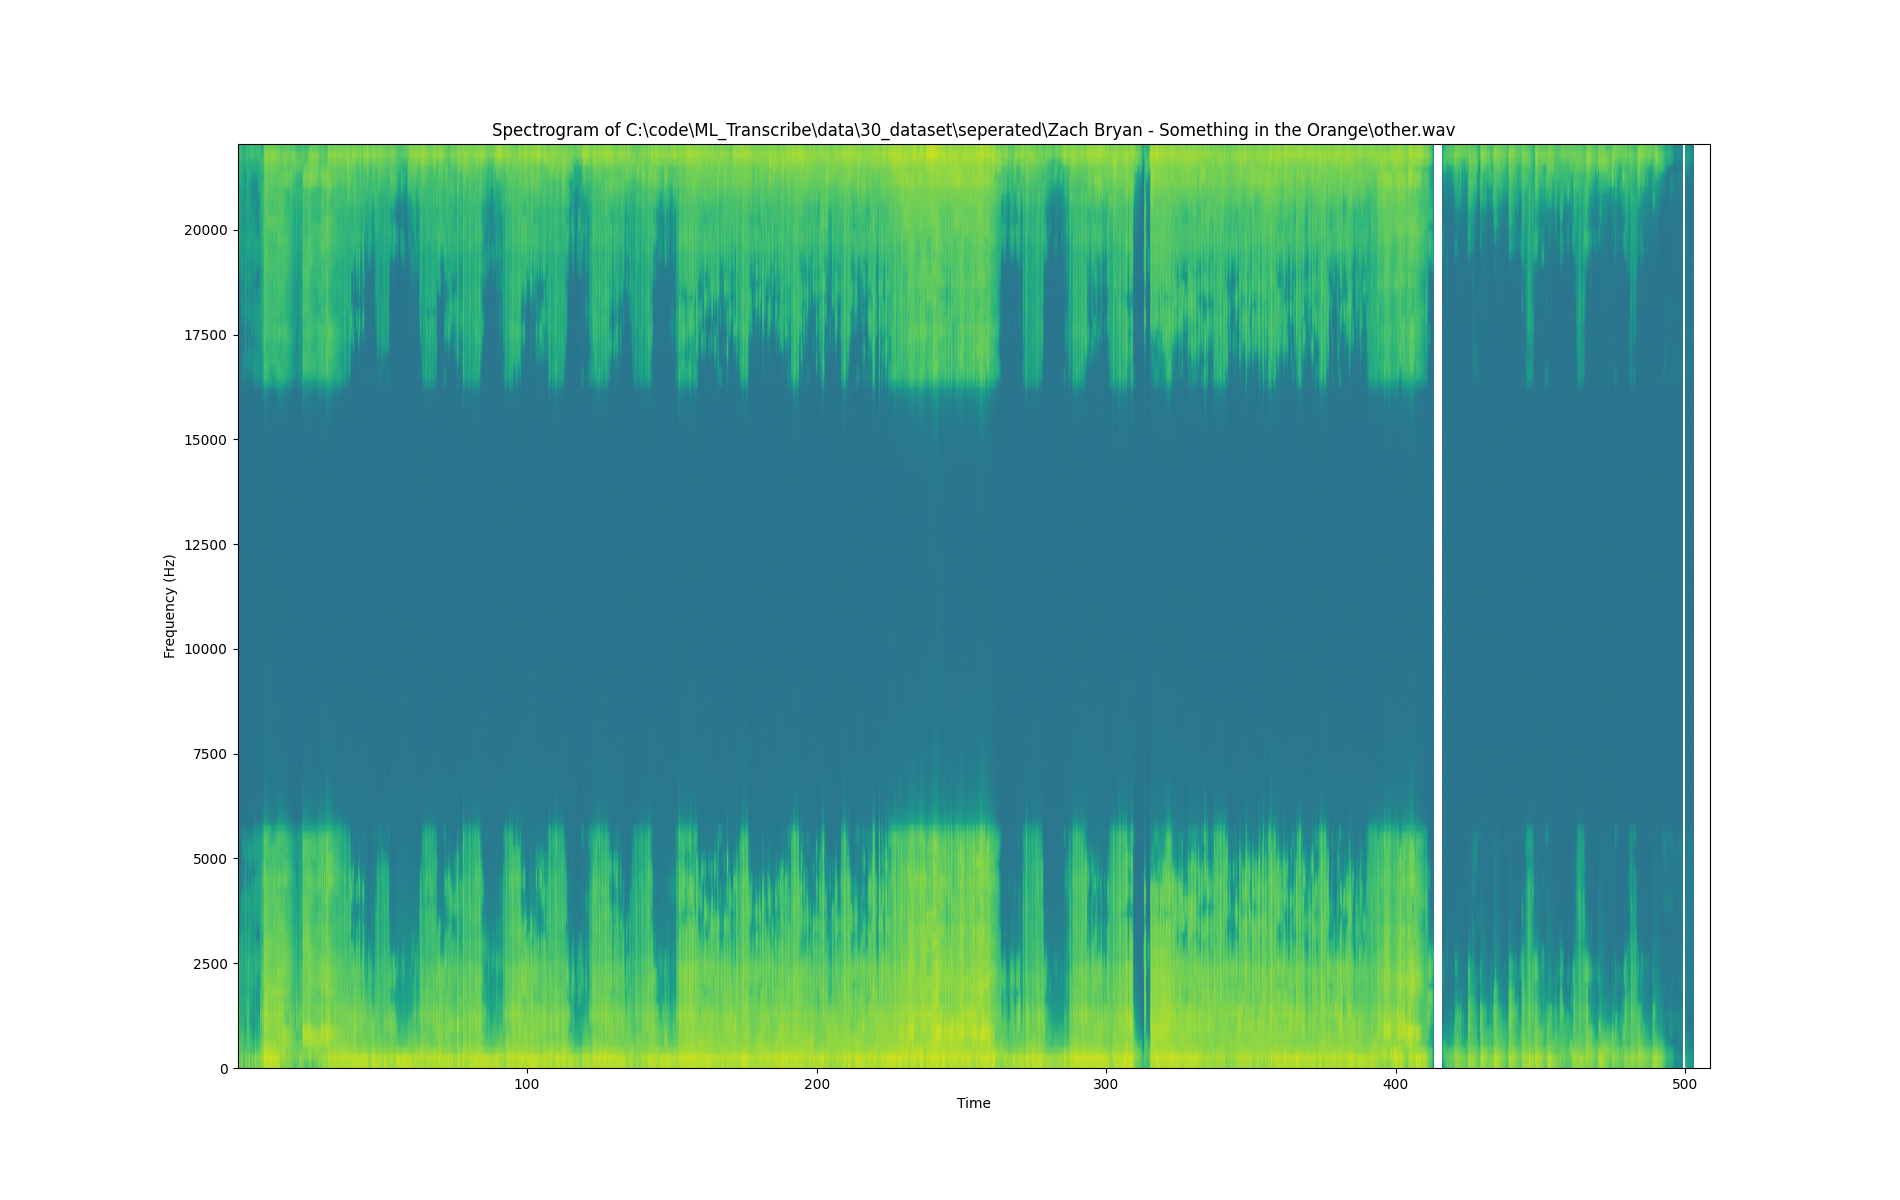 Spectrogram of C:\code\ML_Transcribe\data\30_dataset\seperated\Zach Bryan - Something in the Orange\other.wav
20000
17500
15000
12500
10000
7500
5000
2500
0
Frequency (Hz)
100 200 300 400 500
Time